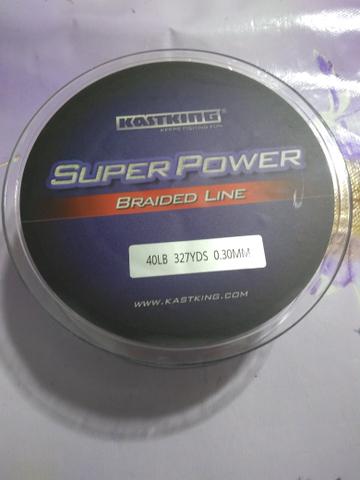 KASTKING®
KEEPS FISHING FUN
SUPER POWER
BRAIDED LINE
40LB 327YDS 0.30MM
WWW.KASTKING.COM